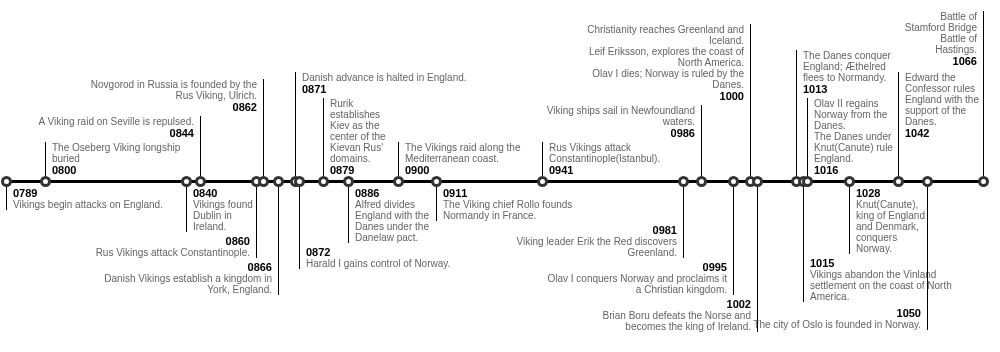 Novgorod in Russia is founded by the
Rus Viking, Ulrich.
0862
A Viking raid on Seville is repulsed.
0844
The Oseberg Viking longship
buried
0800
Danish advance is halted in England.
0871
Rurik
establishes
Kiev as the
center of the
Kievan Rus'
domains.
0879
The Vikings raid along the
Mediterranean coast.
0900
Christianity reaches Greenland and
Iceland.
Leif Eriksson, explores the coast of
North America.
Olav I dies; Norway is ruled by the
Danes.
1000
Viking ships sail in Newfoundland
waters.
0986
Rus Vikings attack
Constantinople(Istanbul).
0941
The Danes conquer
England; Æthelred
flees to Normandy.
1013
Olav II regains
Norway from the
Danes.
The Danes under
Knut(Canute) rule
England.
1016
Battle of
Stamford Bridge
Battle of
Hastings.
1066
Edward the
Confessor rules
England with the
support of the
Danes.
1042
0789
Vikings begin attacks on England.
0840
Vikings found
Dublin in
Ireland.
0860
Rus Vikings attack Constantinople.
0866
Danish Vikings establish a kingdom in
York, England.
0872
Harald I gains control of Norway.
0886
Alfred divides
England with the
Danes under the
Danelaw pact.
0911
The Viking chief Rollo founds
Normandy in France.
0981
Viking leader Erik the Red discovers
Greenland.
0995
Olav I conquers Norway and proclaims it
a Christian kingdom.
1002
Brian Boru defeats the Norse and
becomes the king of Ireland.
1028
Knut(Canute),
king of England
and Denmark,
conquers
Norway.
1015
Vikings abandon the Vinland
settlement on the coast of North
America.
1050
The city of Oslo is founded in Norway.